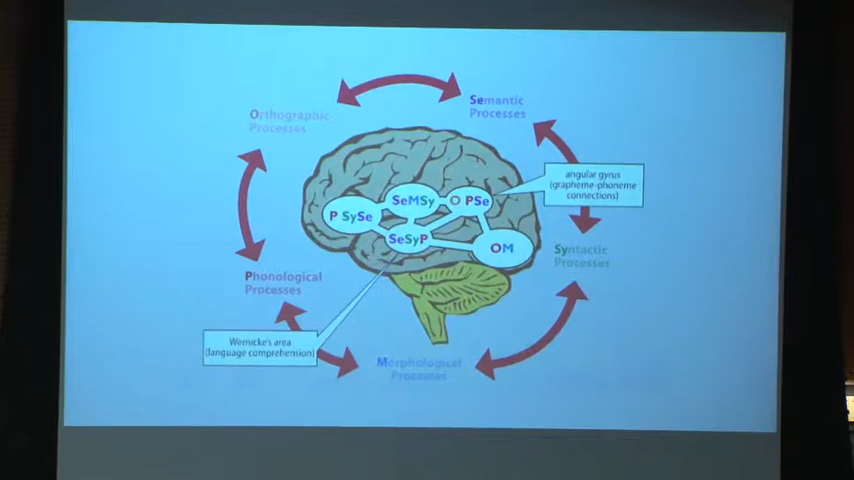 Orthographic
Processes
Semantic
Processes
angular gyrus
(grapheme-phoneme
connections)
P SySe
SeMSy
O PSe
SeSyP
OM
Syntactic
Processes
Phonological
Processes
Wernicke's area
(language comprehension)
Morphological
Processes